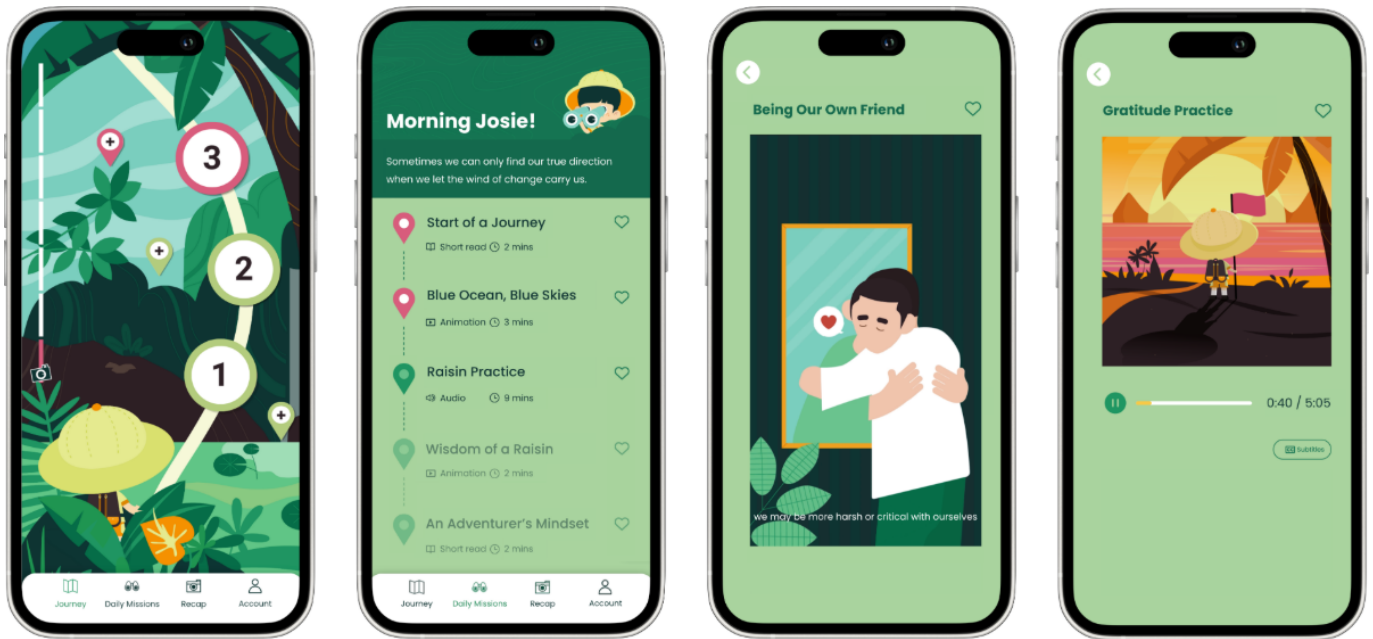 3
2
1
Journey
Daily Missions
Recap
Account
Morning Josie!
Sometimes we can only find our true direction
when we let the wind of change carry us.
Start of a Journey
Short read 2 mins
Blue Ocean, Blue Skies
Animation 3 mins
Raisin Practice
Audio 9 mins
Wisdom of a Raisin
Animation 2 mins
An Adventurer's Mindset
Short read 2 mins
Journey
Daily Missions
Recap
Account
Being Our Own Friend
we may be more harsh or critical with ourselves
Gratitude Practice
0:40 / 5:05
Subtitles